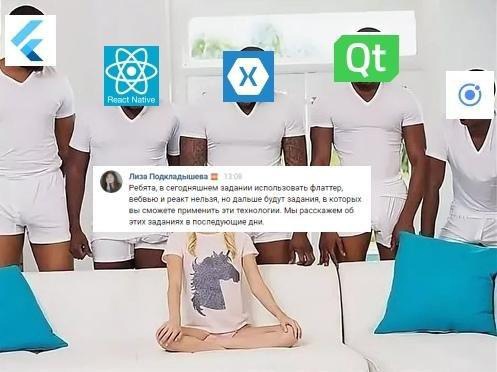 React Native
Qt
Лиза Подкладышева 13:08
Ребята, в сегодняшнем задании использовать флаттер,
вебвью и реакт нельзя, но дальше будут задания, в которых
вы сможете применить эти технологии. Мы расскажем об
этих заданиях в последующие дни.